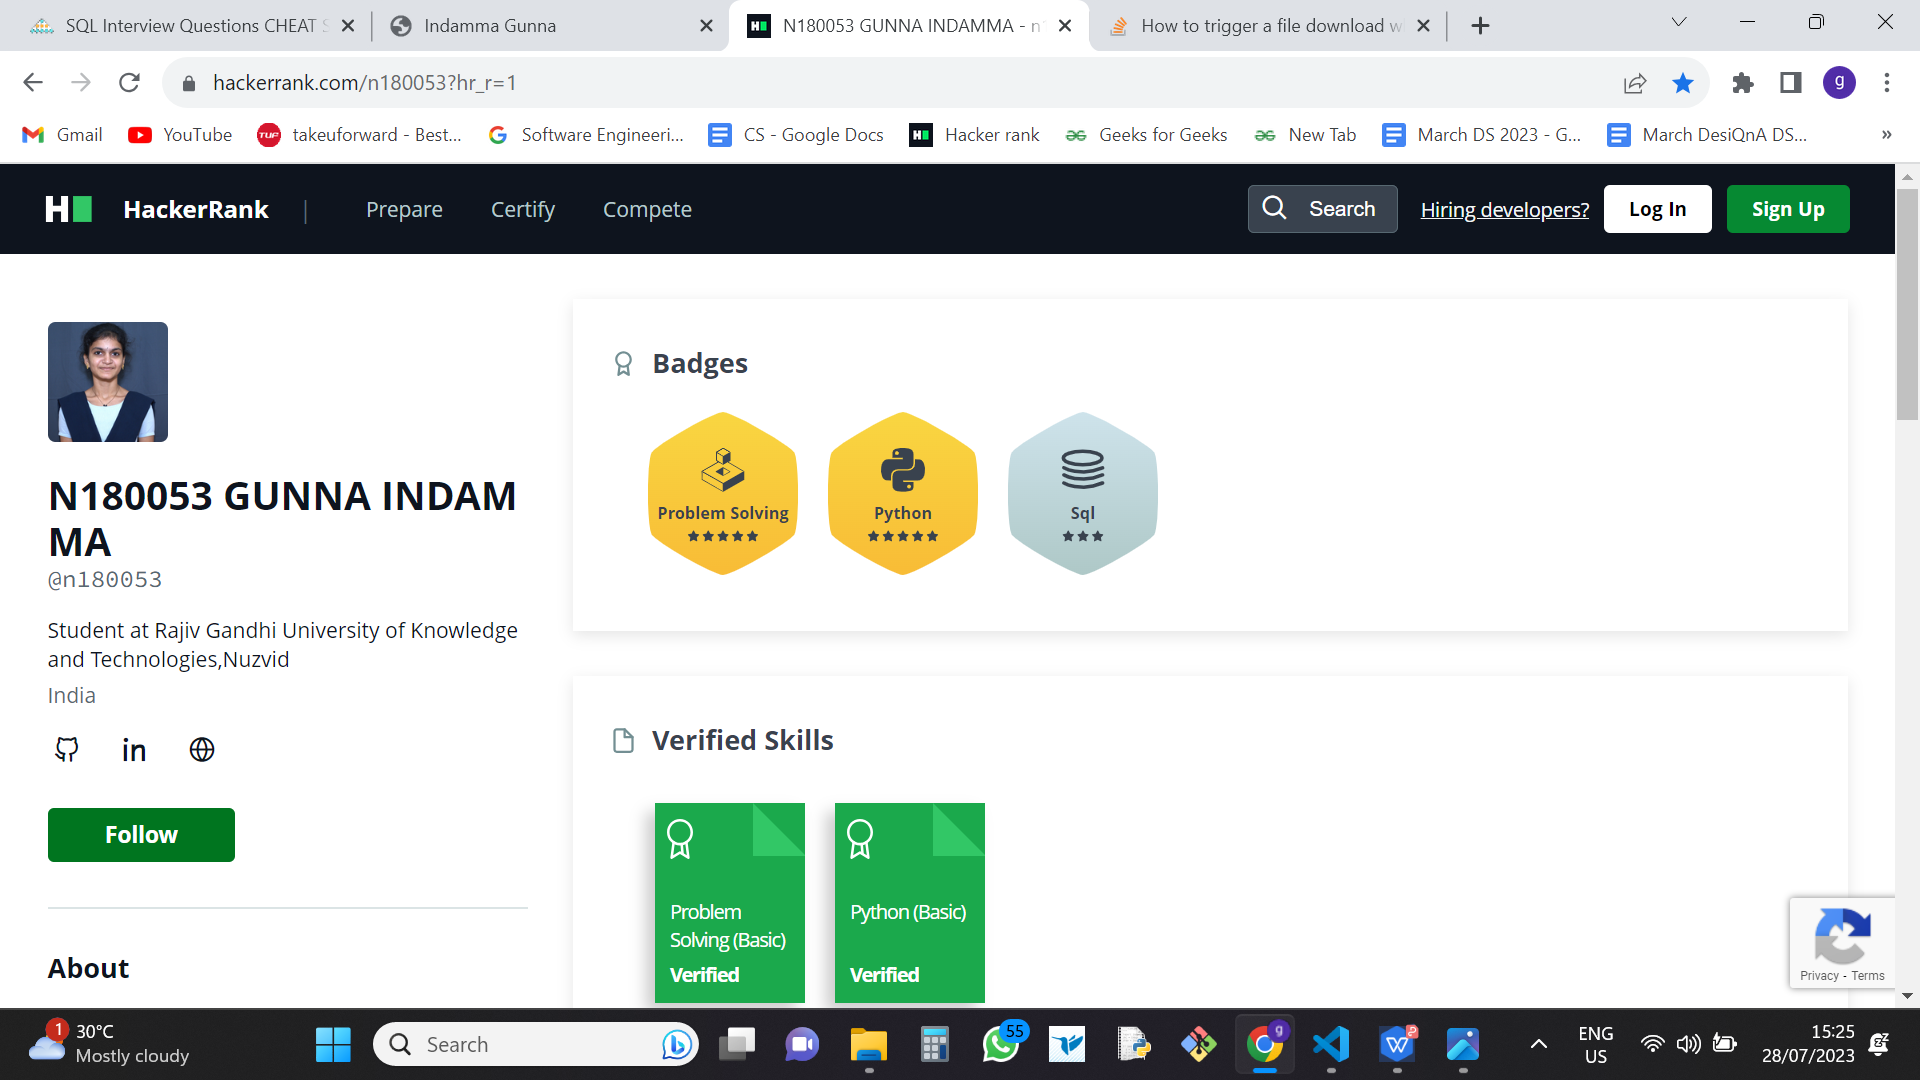 SQL Interview Questions CHEAT S
Indamma Gunna
N180053 GUNNA INDAMMA - n
How to trigger a file download w
hackerrank.com/n180053?hr_r=1
g
Gmail
YouTube
TUF
takeuforward - Best...
Software Engineeri...
CS - Google Docs
Hacker rank
Geeks for Geeks
New Tab
March DS 2023 - G...
March DesiQnA DS...
»
H
HackerRank
|
Prepare
Certify
Compete
Search
Hiring developers?
Log In
Sign Up
N180053 GUNNA INDAM
MA
@n180053
Student at Rajiv Gandhi University of Knowledge
and Technologies,Nuzvid
India
in
Follow
About
Badges
Problem Solving
Python
Sql
Verified Skills
Problem
Solving (Basic)
Verified
Python (Basic)
Verified
Privacy - Terms
1
30°C
Mostly cloudy
Search
55
g
ENG
US
15:25
28/07/2023